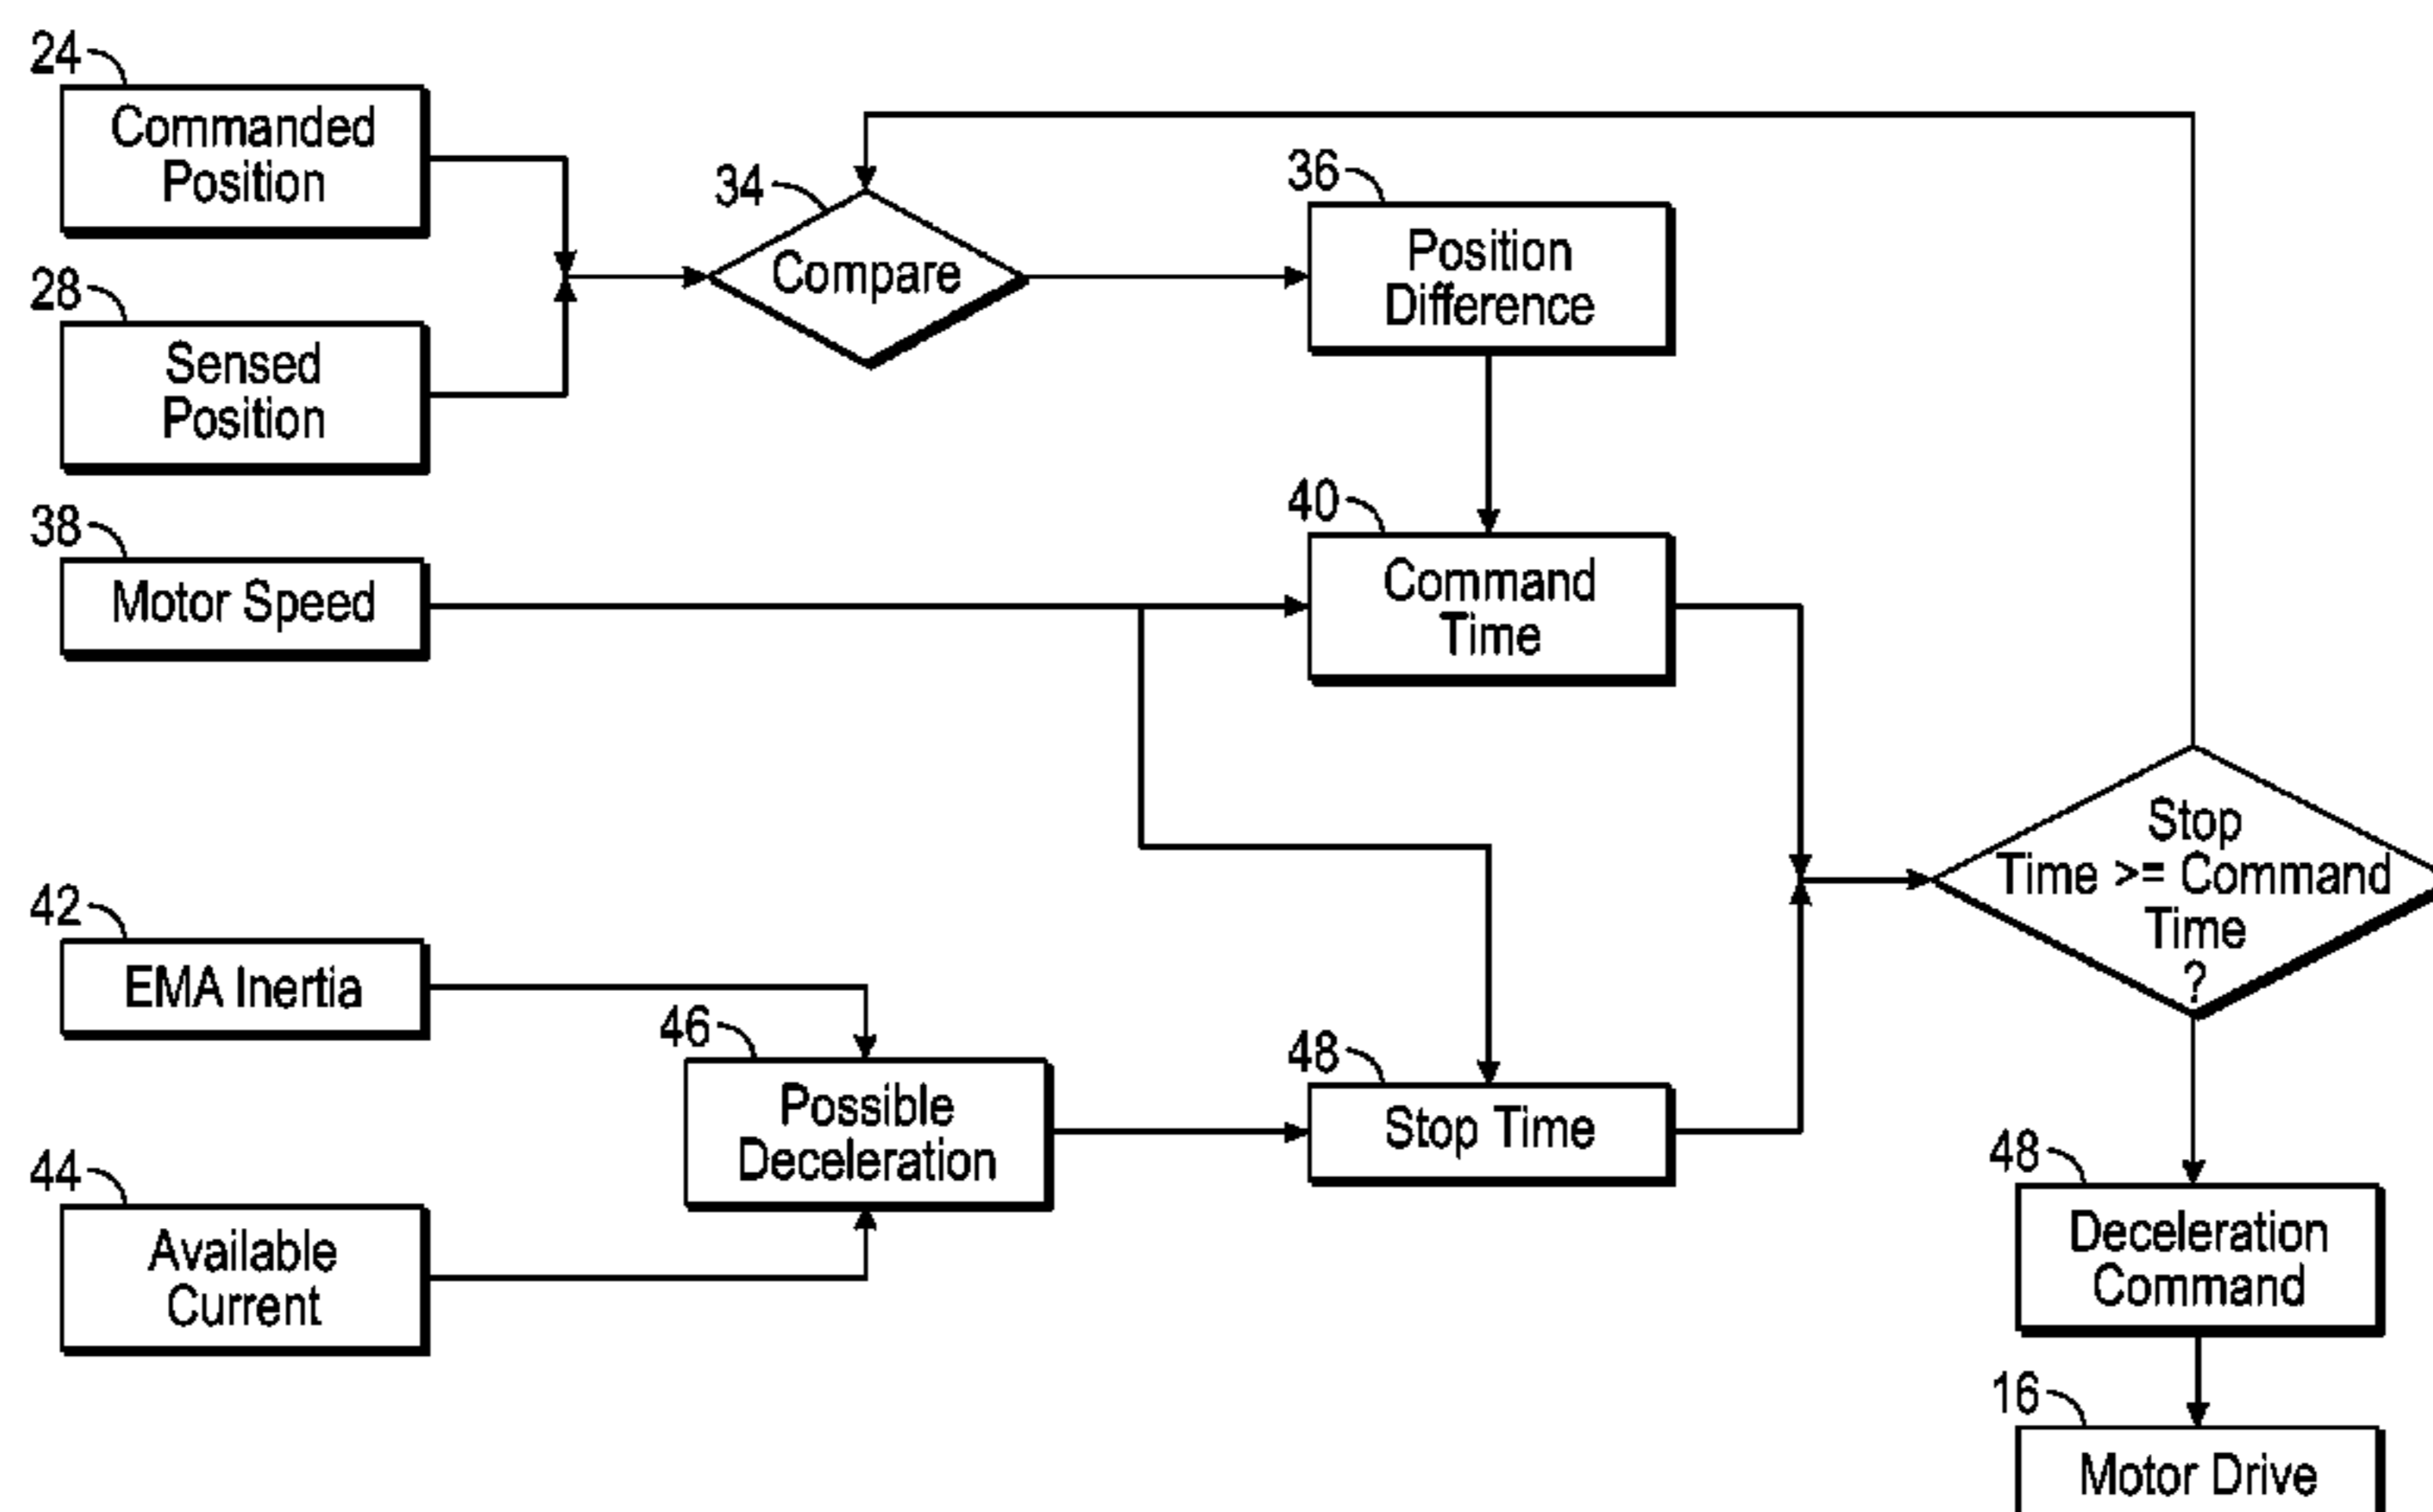 24
Commanded
Position
28
Sensed
Position
34
Compare
36
Position
Difference
38
Motor Speed
40
Command
Time
42
EMA Inertia
44
Available
Current
46
Possible
Deceleration
48
Stop Time
Stop
Time >= Command
Time
?
48
Deceleration
Command
16
Motor Drive